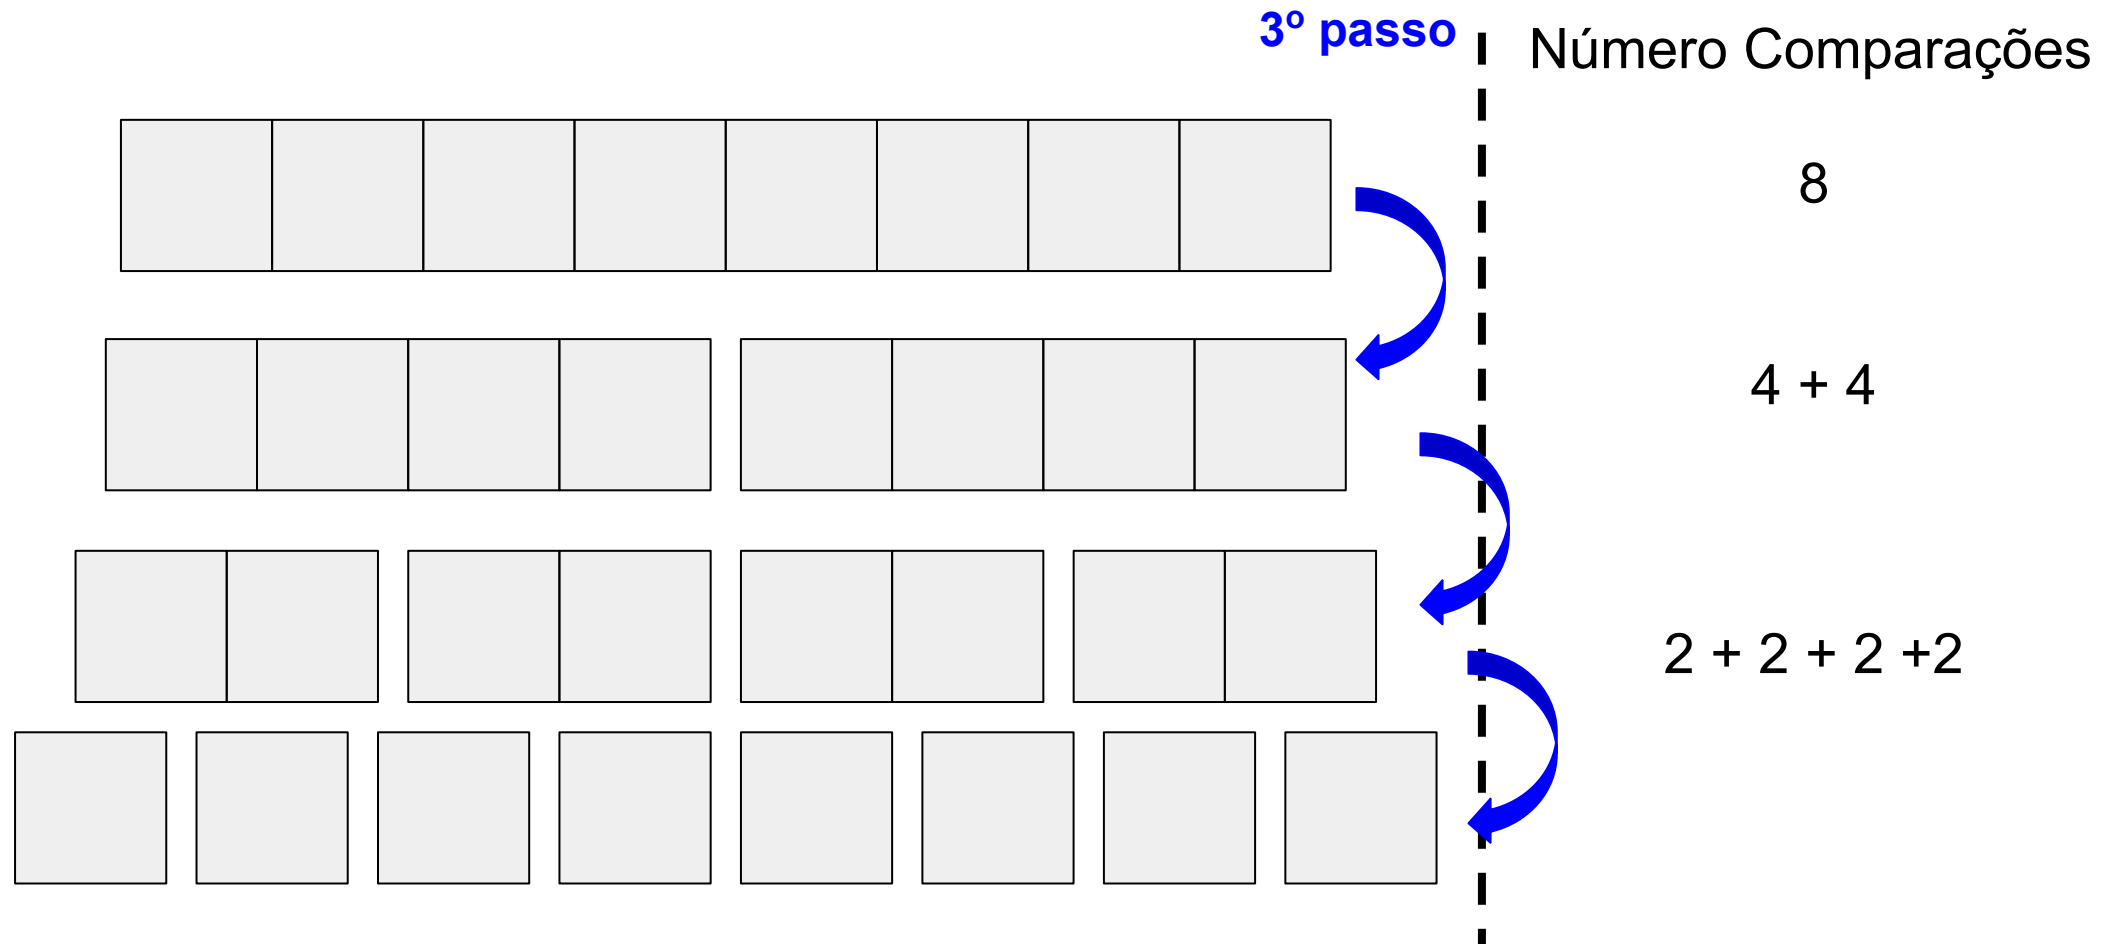 3º passo
Número Comparações
8
4 + 4
2 + 2 + 2 +2